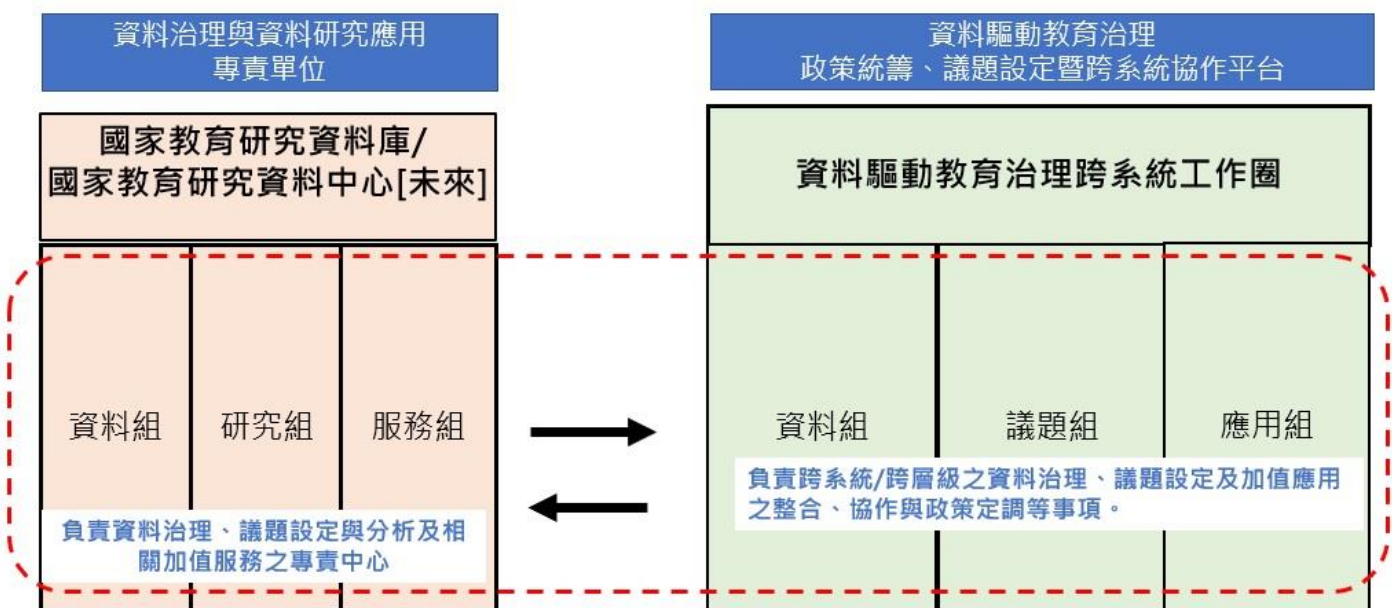 資料治理與資料研究應用
專責單位
資料驅動教育治理
政策統籌、議題設定暨跨系統協作平台
國家教育研究資料庫/
國家教育研究資料中心[未來]
資料驅動教育治理跨系統工作圈
資料組
研究組
服務組
資料組
議題組
應用組
負責資料治理、議題設定與分析及相
關加值服務之專責中心
負責跨系統/跨層級之資料治理、議題設定及加值應用
之整合、協作與政策定調等事項。